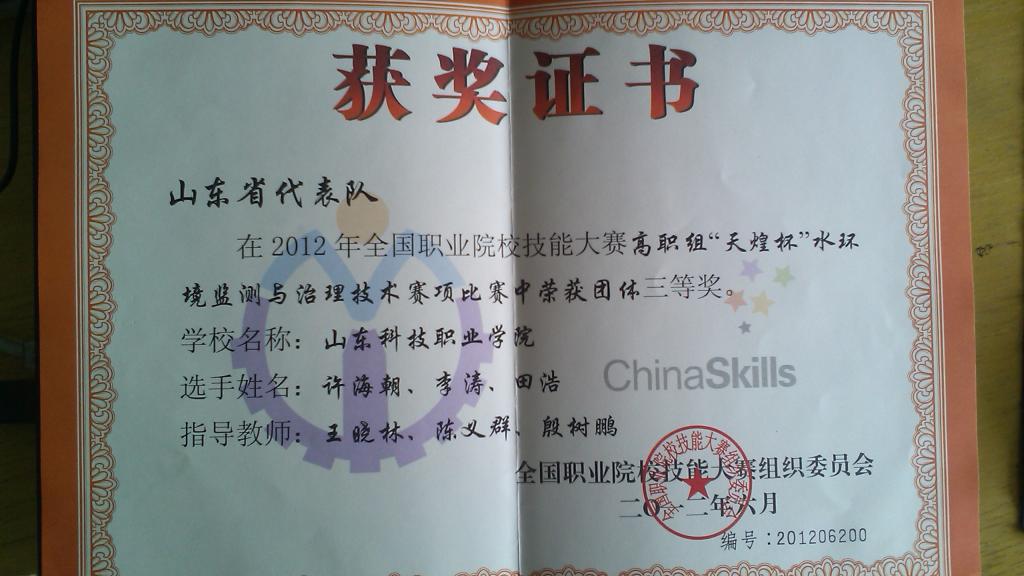 获奖证书
山东省代表队
在2012年全国职业院校技能大赛高职组“天煌杯”水环
境监测与治理技术赛项比赛中荣获团体三等奖。
学校名称：山东科技职业学院
选手姓名：许海朝、李涛、田浩
指导教师：王晓林、陈义群、殷树鹏
ChinaSkills
全国职业院校技能大赛组织委员会
二〇一二年六月
编号：201206200